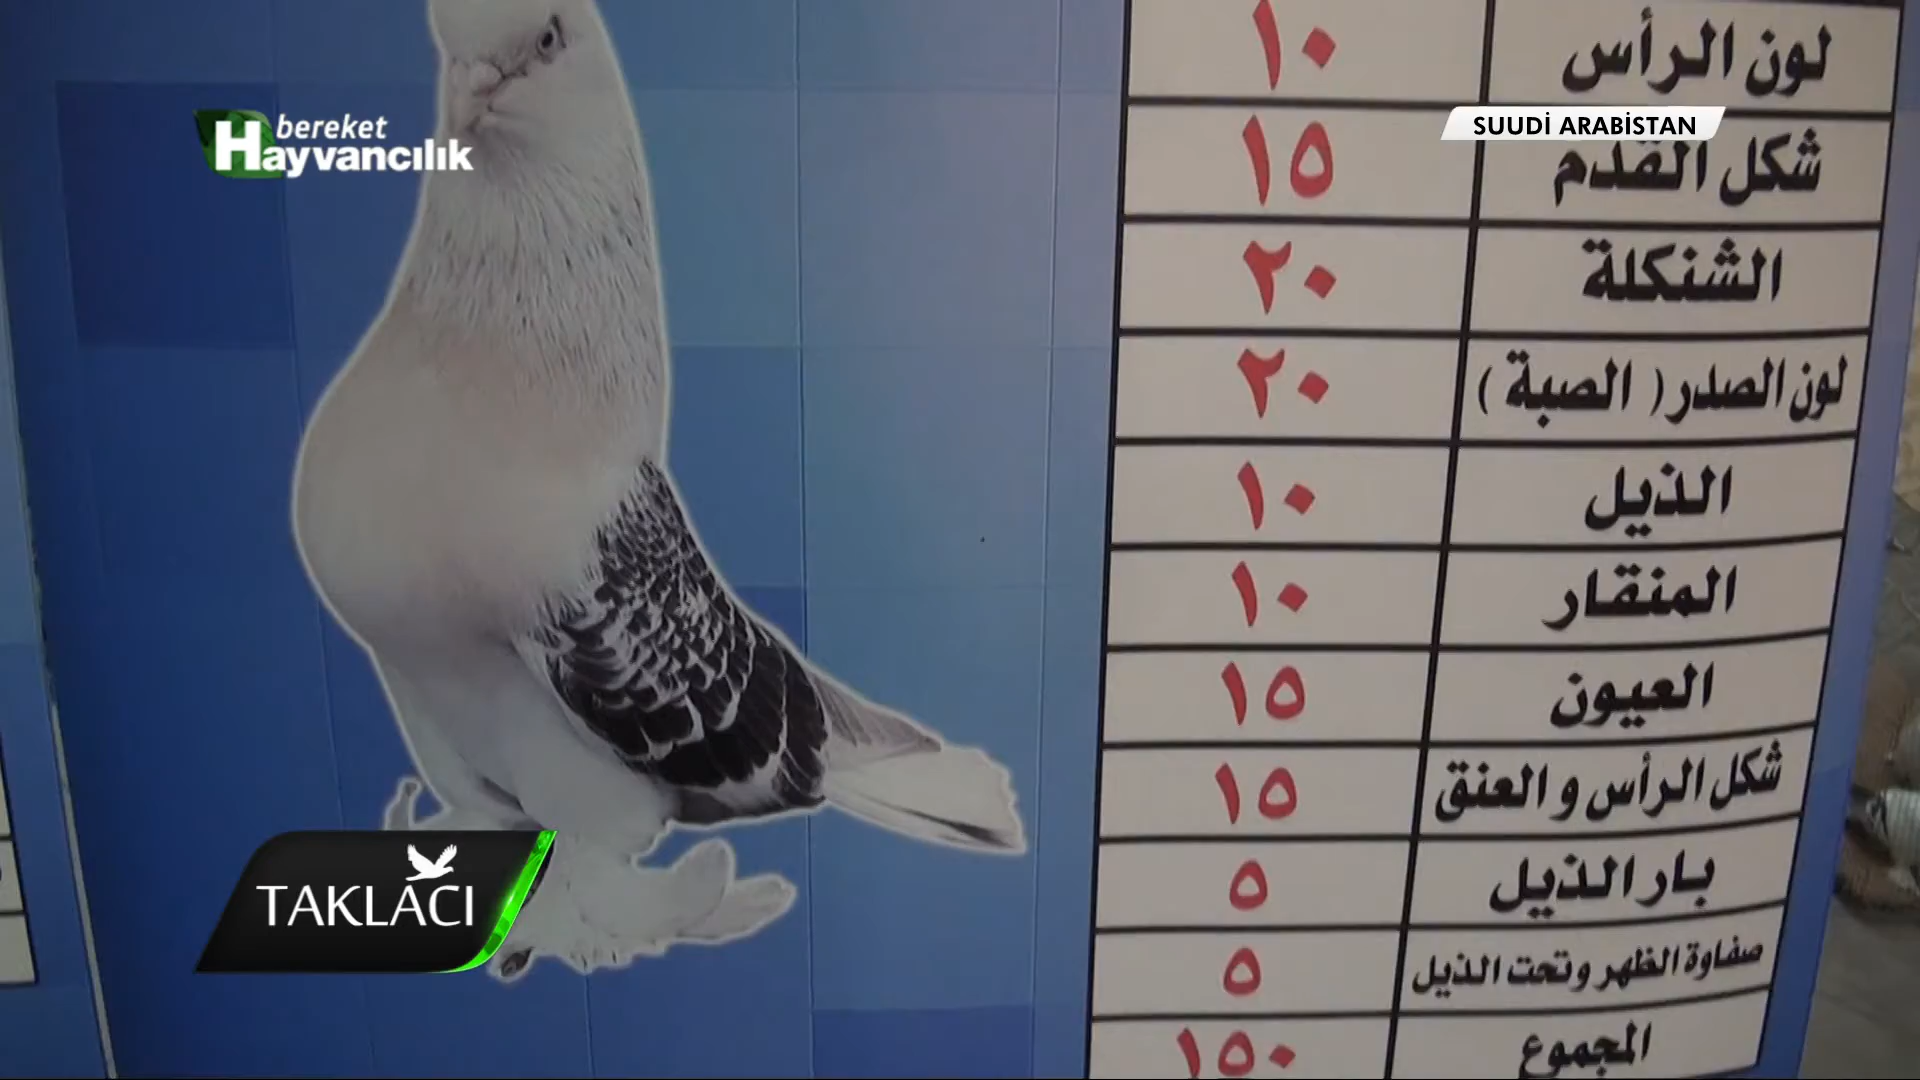 bereket
Hayvancılık
SUUDİ ARABİSTAN
لون الرأس ١٠
شكل القدم ١٥
الشنكلة ٢٠
لون الصدر ( الصبة ) ٢٠
الذيل ١٠
المنقار ١٠
العيون ١٥
شكل الرأس و العنق ١٥
بار الذيل ٥
صفاوة الظهر و تحت الذيل ٥
المجموع ١٥٠
TAKLACI